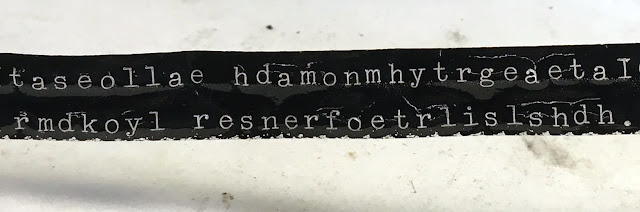 taseollae hdamonmhytrgeaetaI
rmdkoyl resnerfoetrlislshdh.